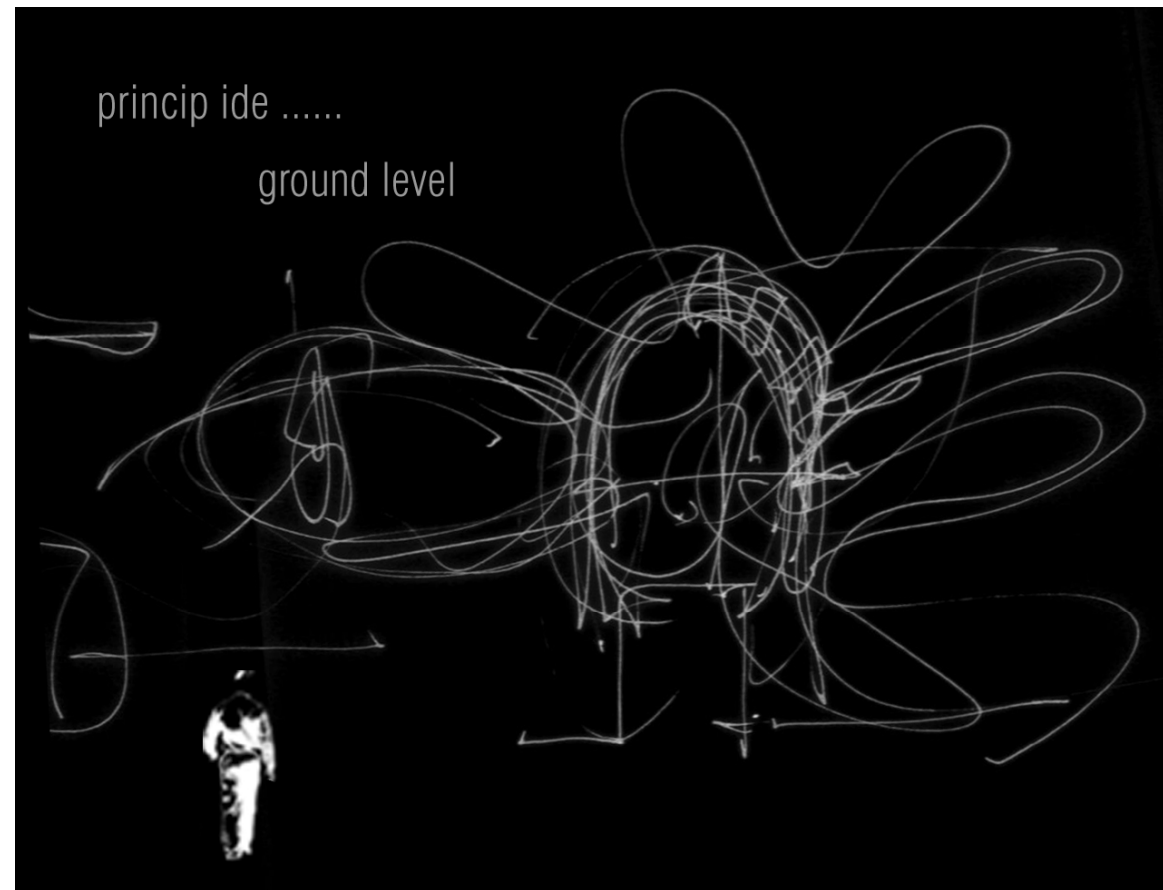 princip ide ......
ground level